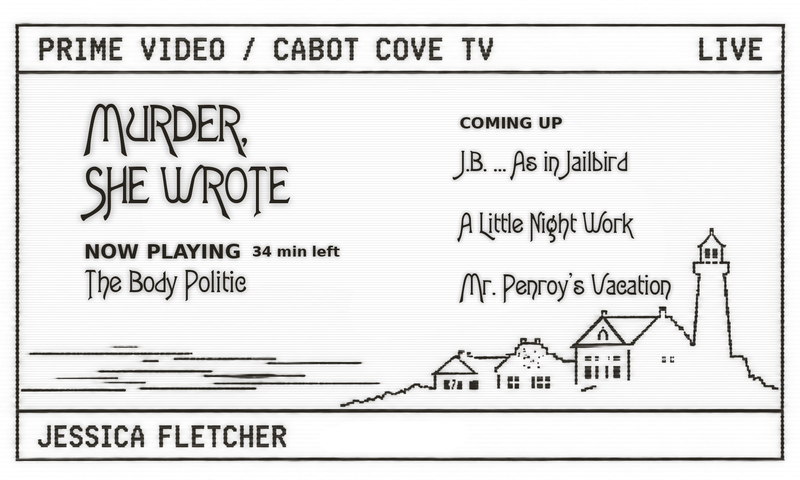 PRIME VIDEO / CABOT COVE TV
LIVE
MURDER,
SHE WROTE
NOW PLAYING 34 min left
The Body Politic
COMING UP
J.B. ... As in Jailbird
A Little Night Work
Mr. Penroy's Vacation
JESSICA FLETCHER